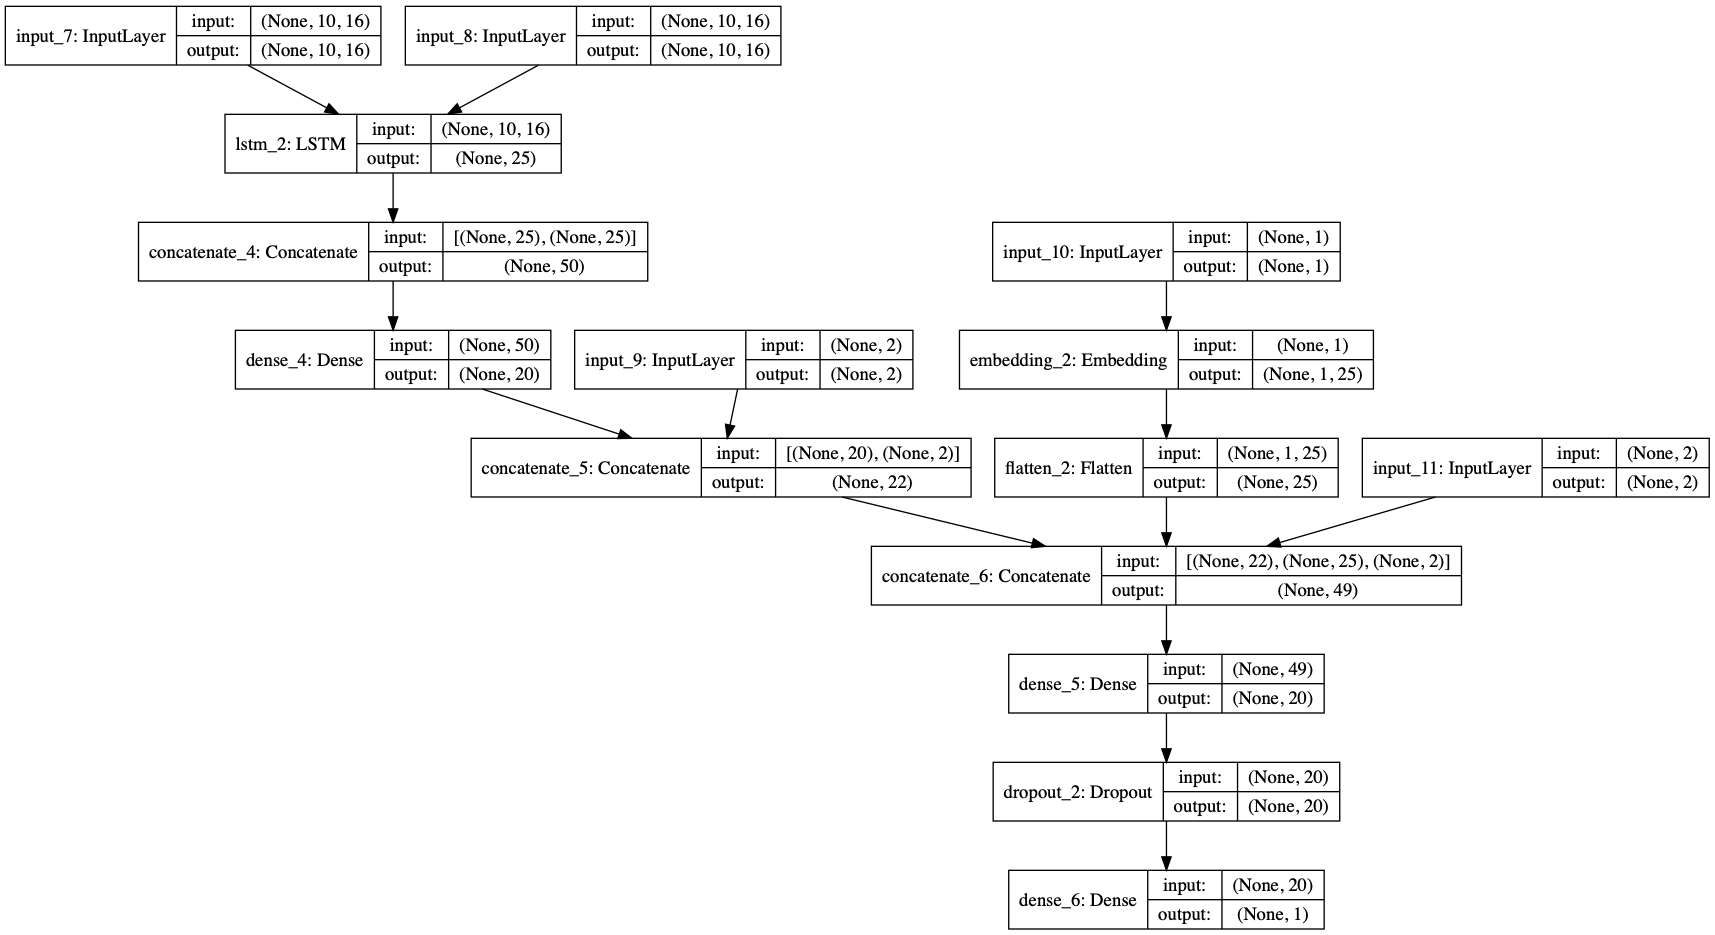 input_7: InputLayer
input: (None, 10, 16)
output: (None, 10, 16)
input_8: InputLayer
input: (None, 10, 16)
output: (None, 10, 16)
lstm_2: LSTM
input: (None, 10, 16)
output: (None, 25)
concatenate_4: Concatenate
input: [(None, 25), (None, 25)]
output: (None, 50)
input_10: InputLayer
input: (None, 1)
output: (None, 1)
dense_4: Dense
input: (None, 50)
output: (None, 20)
input_9: InputLayer
input: (None, 2)
output: (None, 2)
embedding_2: Embedding
input: (None, 1)
output: (None, 1, 25)
concatenate_5: Concatenate
input: [(None, 20), (None, 2)]
output: (None, 22)
flatten_2: Flatten
input: (None, 1, 25)
output: (None, 25)
input_11: InputLayer
input: (None, 2)
output: (None, 2)
concatenate_6: Concatenate
input: [(None, 22), (None, 25), (None, 2)]
output: (None, 49)
dense_5: Dense
input: (None, 49)
output: (None, 20)
dropout_2: Dropout
input: (None, 20)
output: (None, 20)
dense_6: Dense
input: (None, 20)
output: (None, 1)